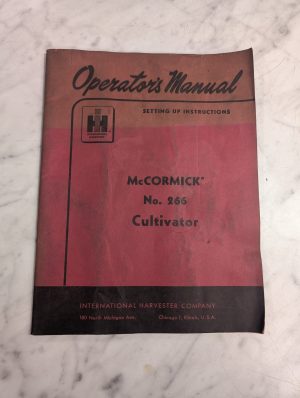 Operator's Manual
SETTING UP INSTRUCTIONS
McCORMICK®
No. 266
Cultivator
INTERNATIONAL HARVESTER COMPANY
180 North Michigan Ave. Chicago 1, Illinois, U.S.A.